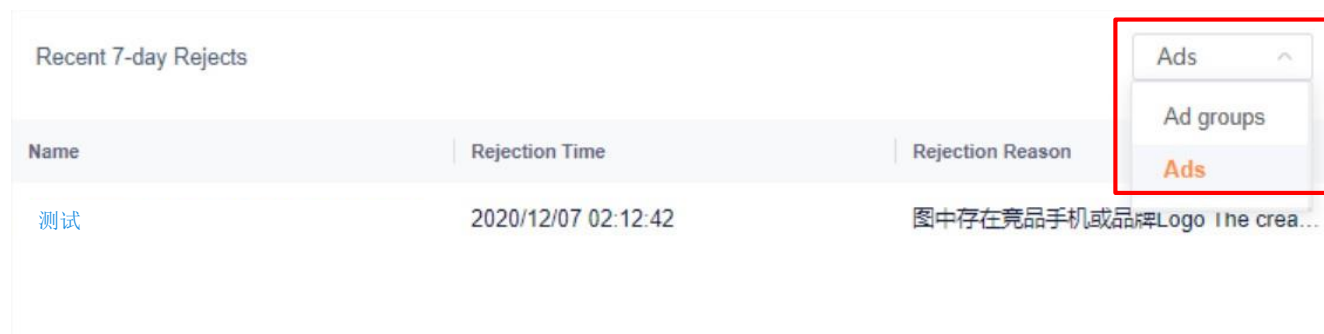 Recent 7-day Rejects
Ads
Ad groups
Ads
Name
Rejection Time
Rejection Reason
测试
2020/12/07 02:12:42
图中存在竞品手机或品牌Logo The crea...